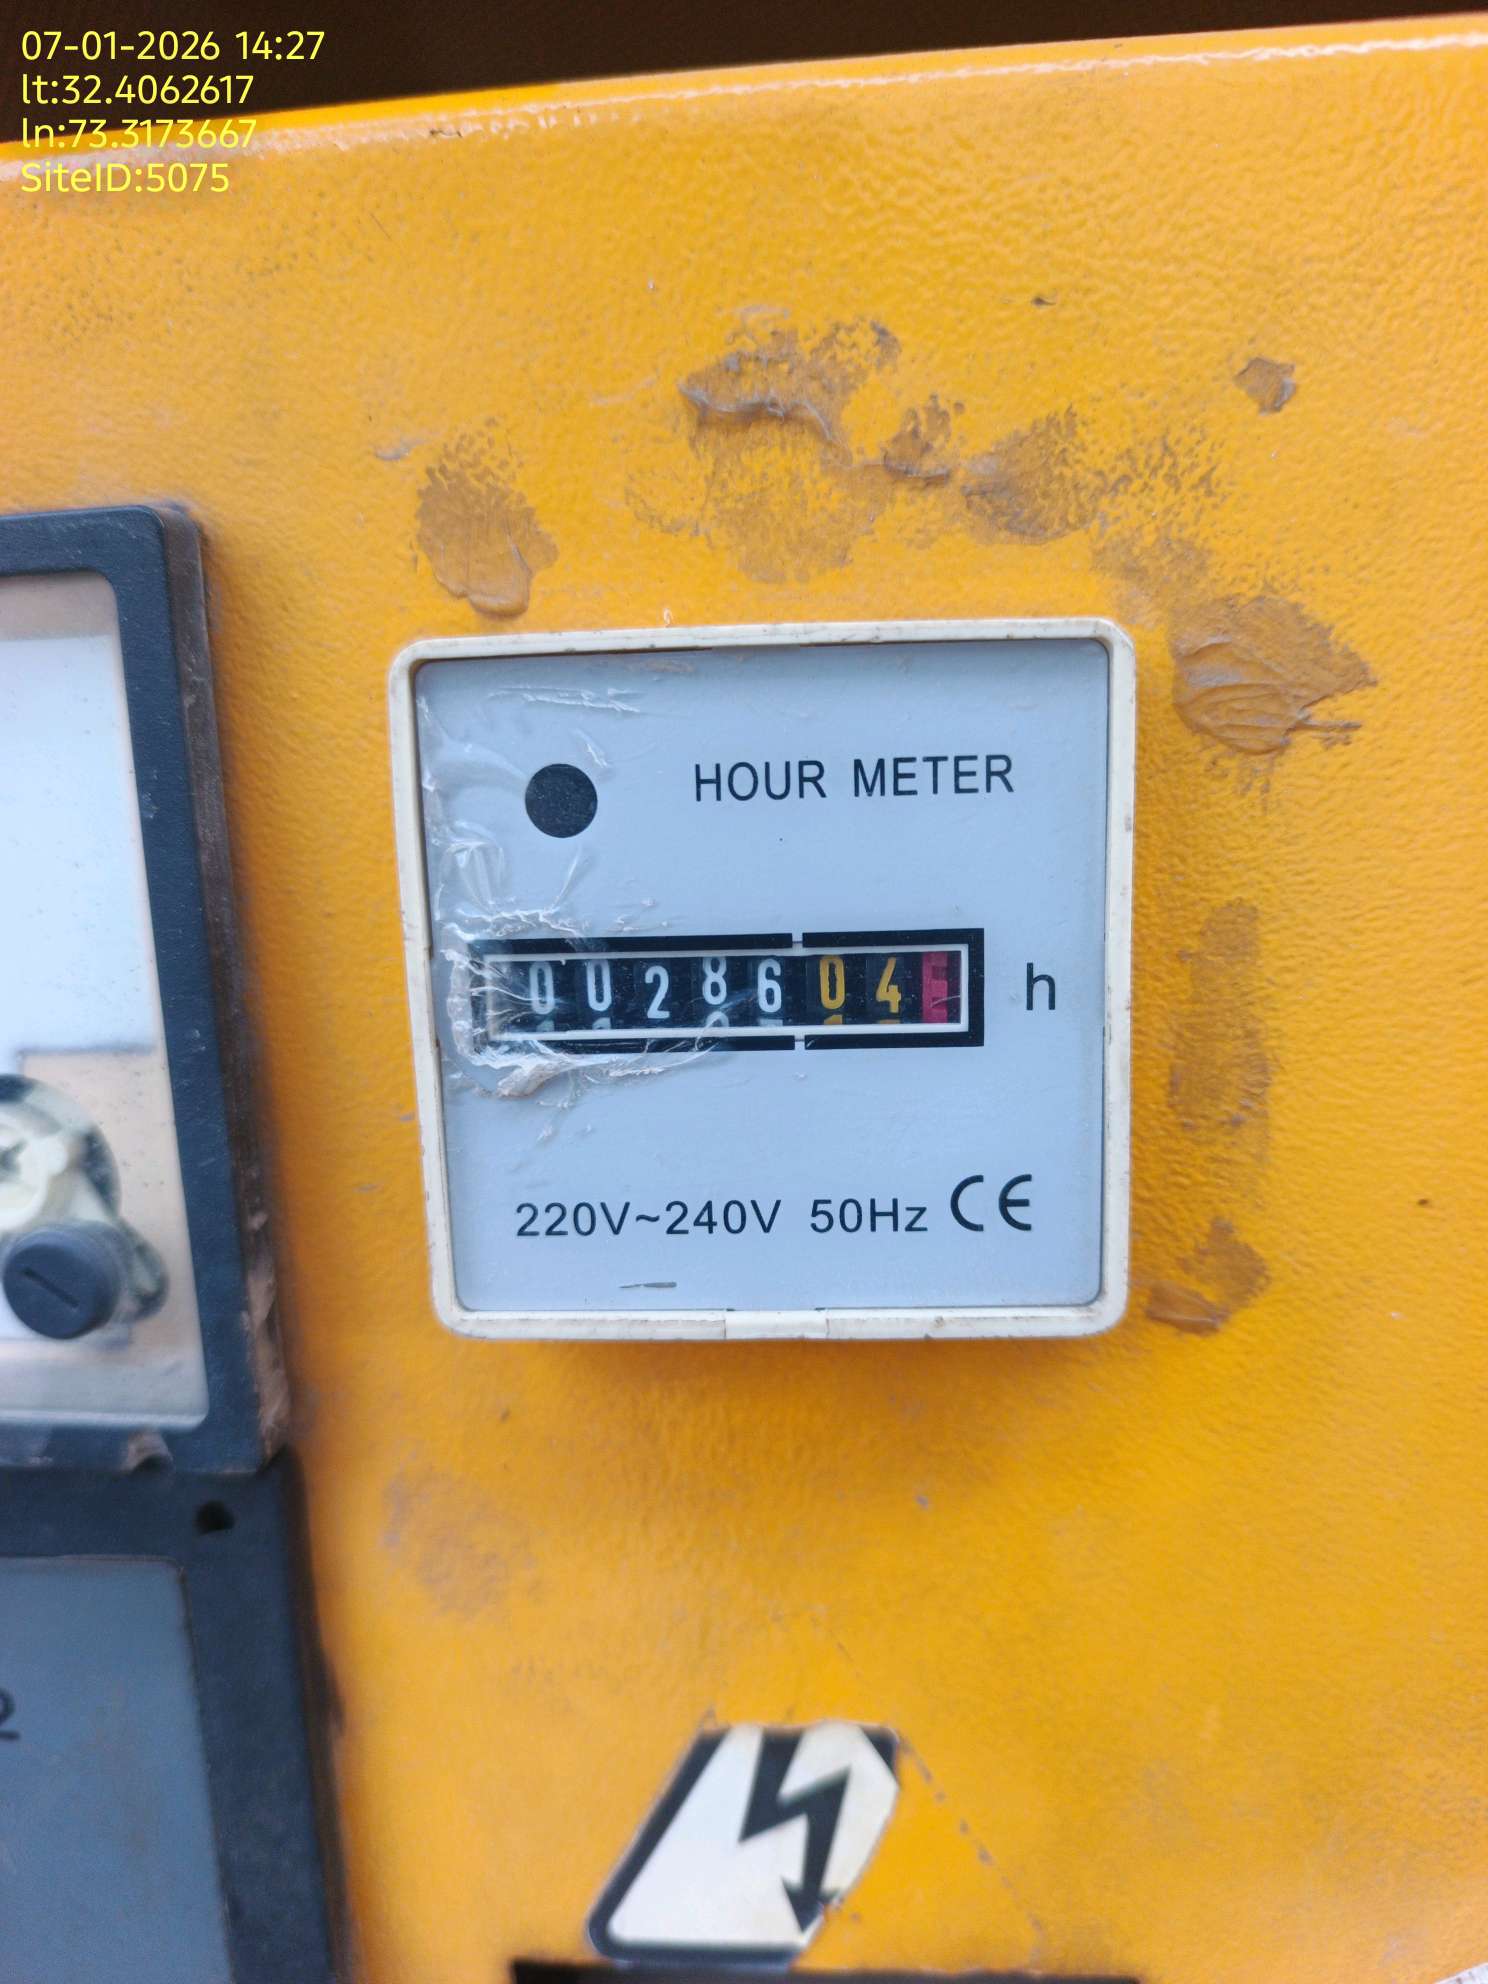 07-01-2026 14:27
lt:32.4062617
ln:73.3173667
SiteID:5075
HOUR METER
0028604 h
220V~240V 50Hz CE